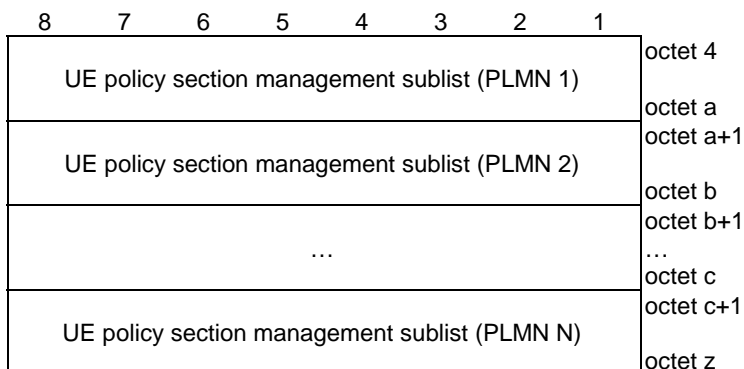 8 7 6 5 4 3 2 1
octet 4
UE policy section management sublist (PLMN 1)
octet a
octet a+1
UE policy section management sublist (PLMN 2)
octet b
octet b+1
… …
octet c
octet c+1
UE policy section management sublist (PLMN N)
octet z